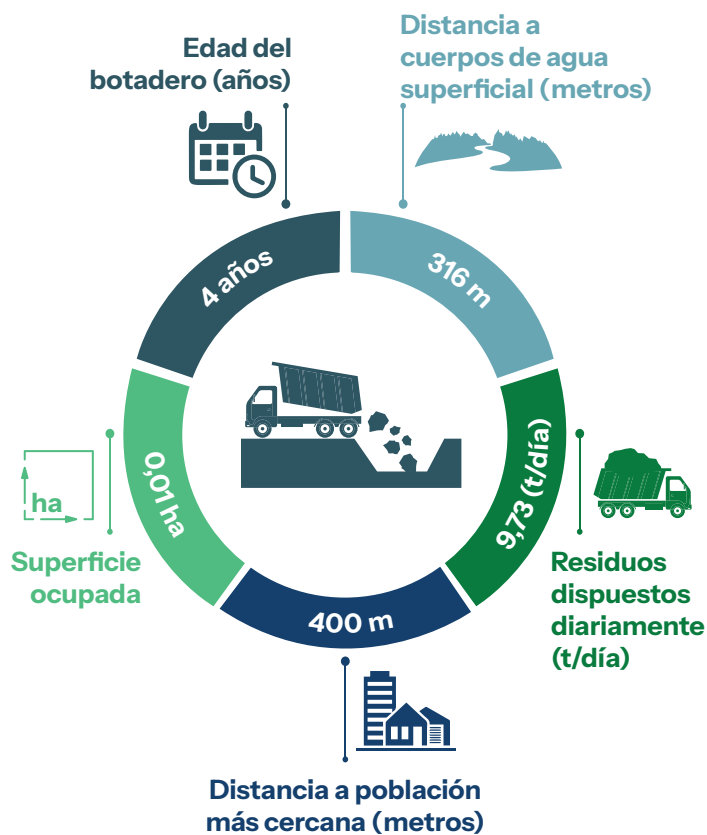 Edad del
botadero (años)
Distancia a
cuerpos de agua
superficial (metros)
4 años
316 m
0,01 ha
9,73 (t/día)
400 m
ha
Superficie
ocupada
Residuos
dispuestos
diariamente
(t/día)
Distancia a población
más cercana (metros)